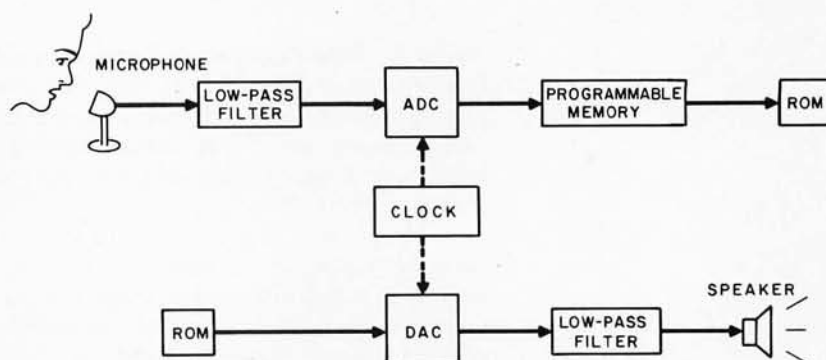 MICROPHONE
LOW-PASS
FILTER
ADC
PROGRAMMABLE
MEMORY
ROM
CLOCK
ROM
DAC
LOW-PASS
FILTER
SPEAKER